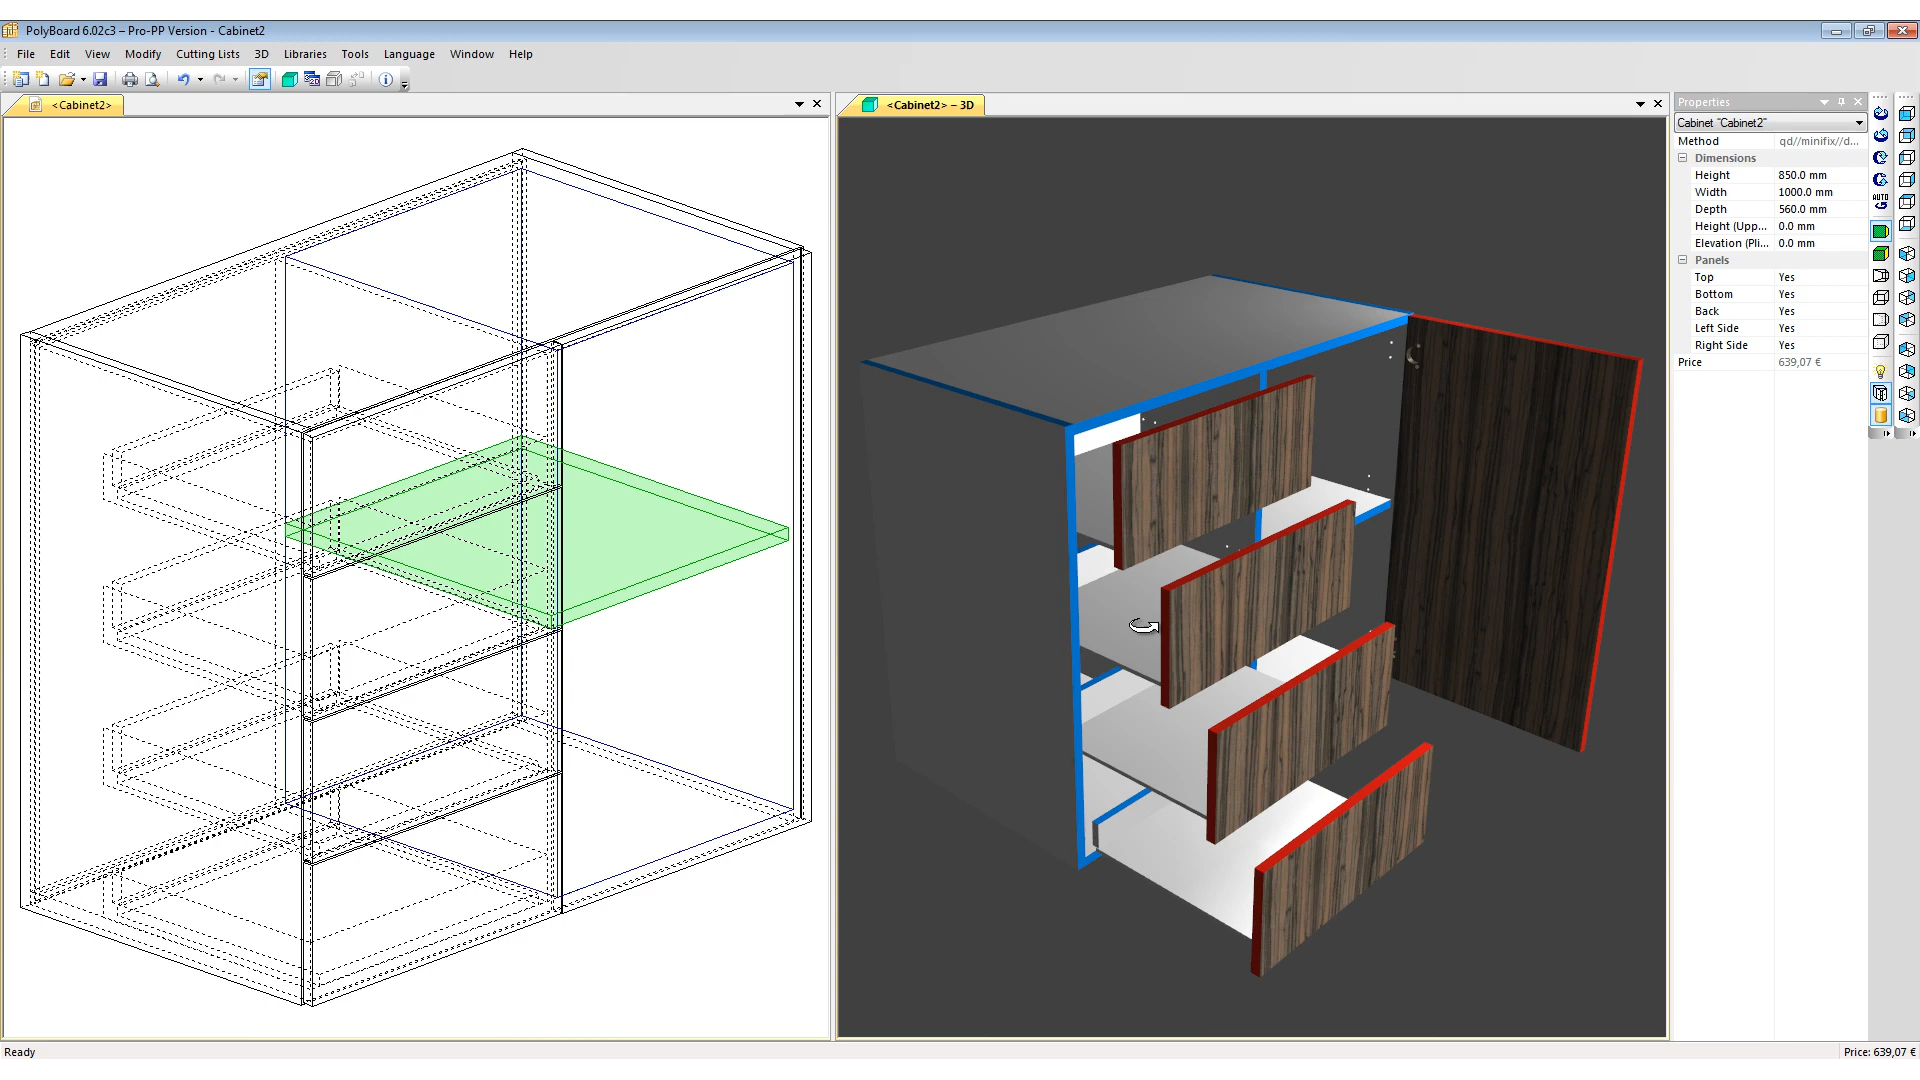 PolyBoard 6.02c3 – Pro-PP Version - Cabinet2
File Edit View Modify Cutting Lists 3D Libraries Tools Language Window Help
<Cabinet2>
<Cabinet2> – 3D
Properties
Cabinet "Cabinet2"
Method qd//minifix//d...
Dimensions
Height 850.0 mm
Width 1000.0 mm
Depth 560.0 mm
Height (Upp... 0.0 mm
Elevation (Pli... 0.0 mm
Panels
Top Yes
Bottom Yes
Back Yes
Left Side Yes
Right Side Yes
Price 639,07 €
AUTO
Ready
Price: 639,07 €